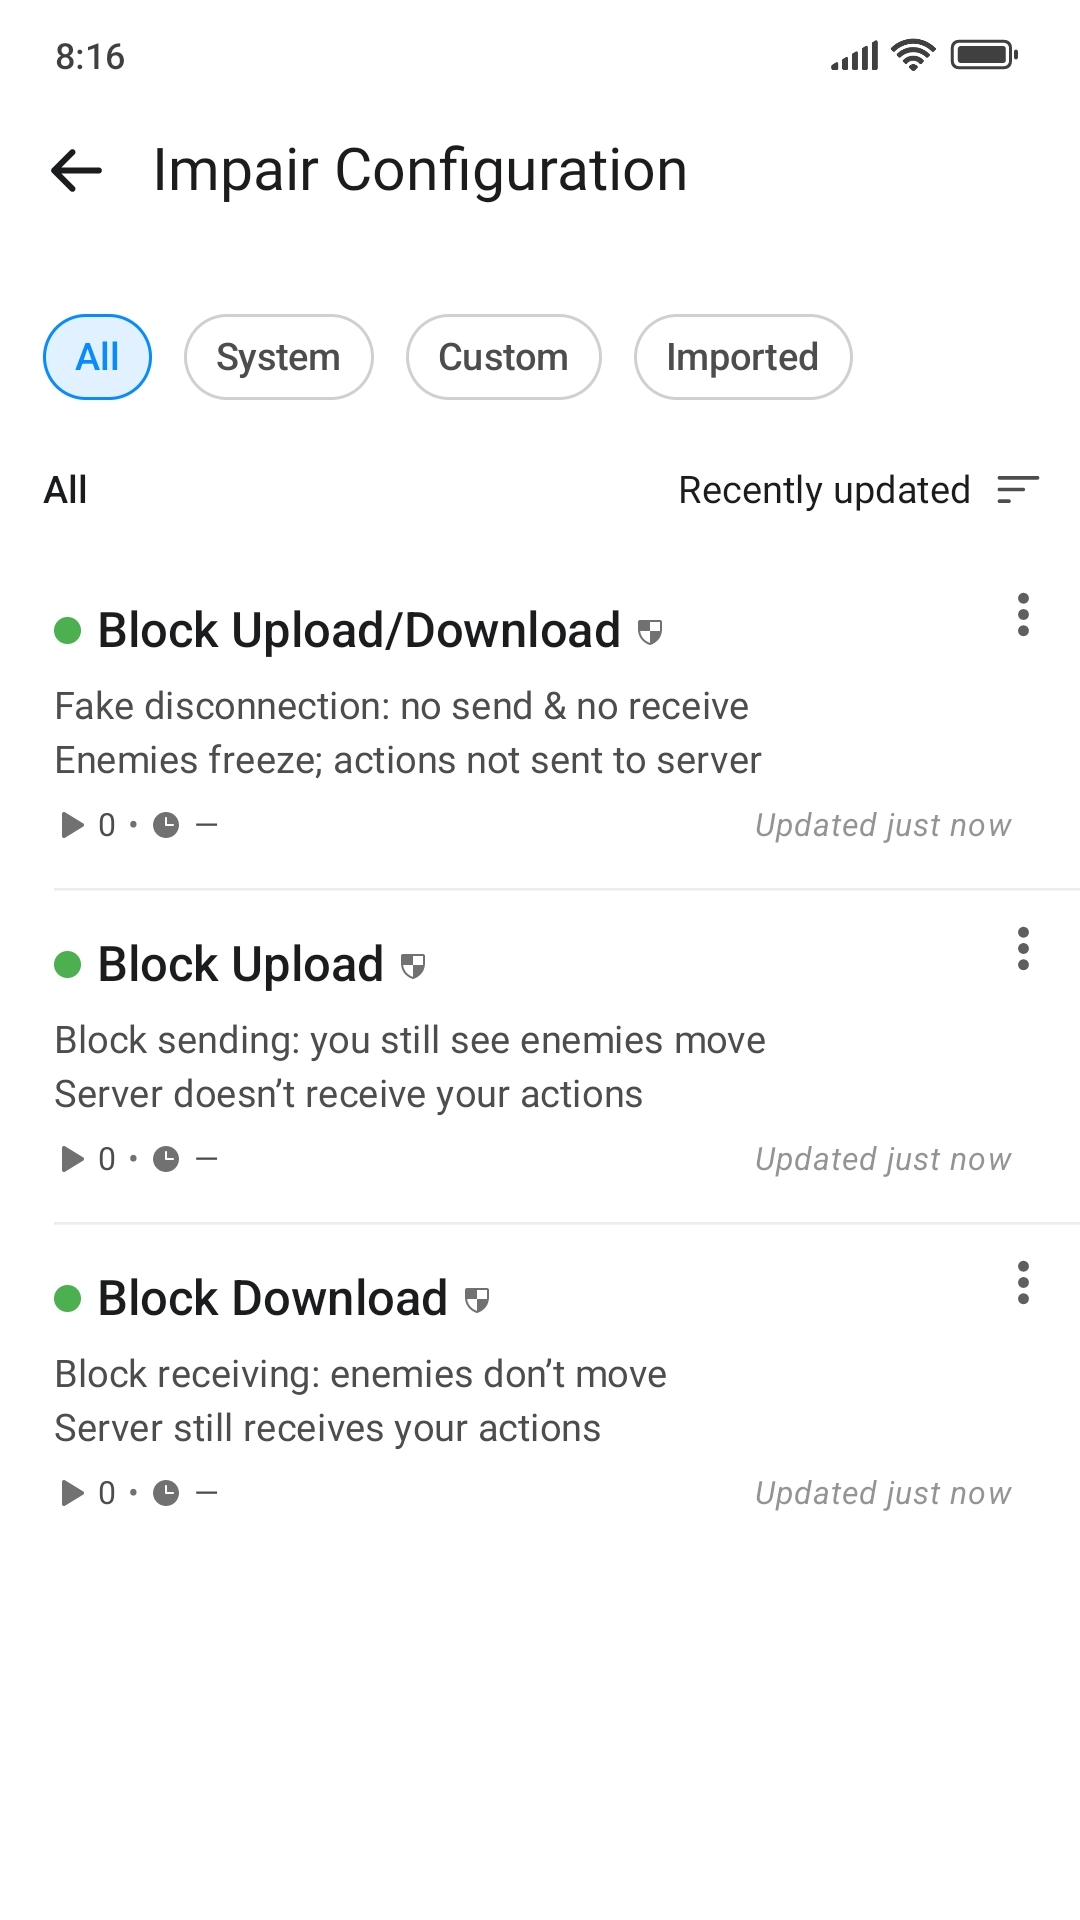 8:16
Impair Configuration
All
System
Custom
Imported
All
Recently updated
Block Upload/Download
Fake disconnection: no send & no receive
Enemies freeze; actions not sent to server
0 • —
Updated just now
Block Upload
Block sending: you still see enemies move
Server doesn’t receive your actions
0 • —
Updated just now
Block Download
Block receiving: enemies don’t move
Server still receives your actions
0 • —
Updated just now